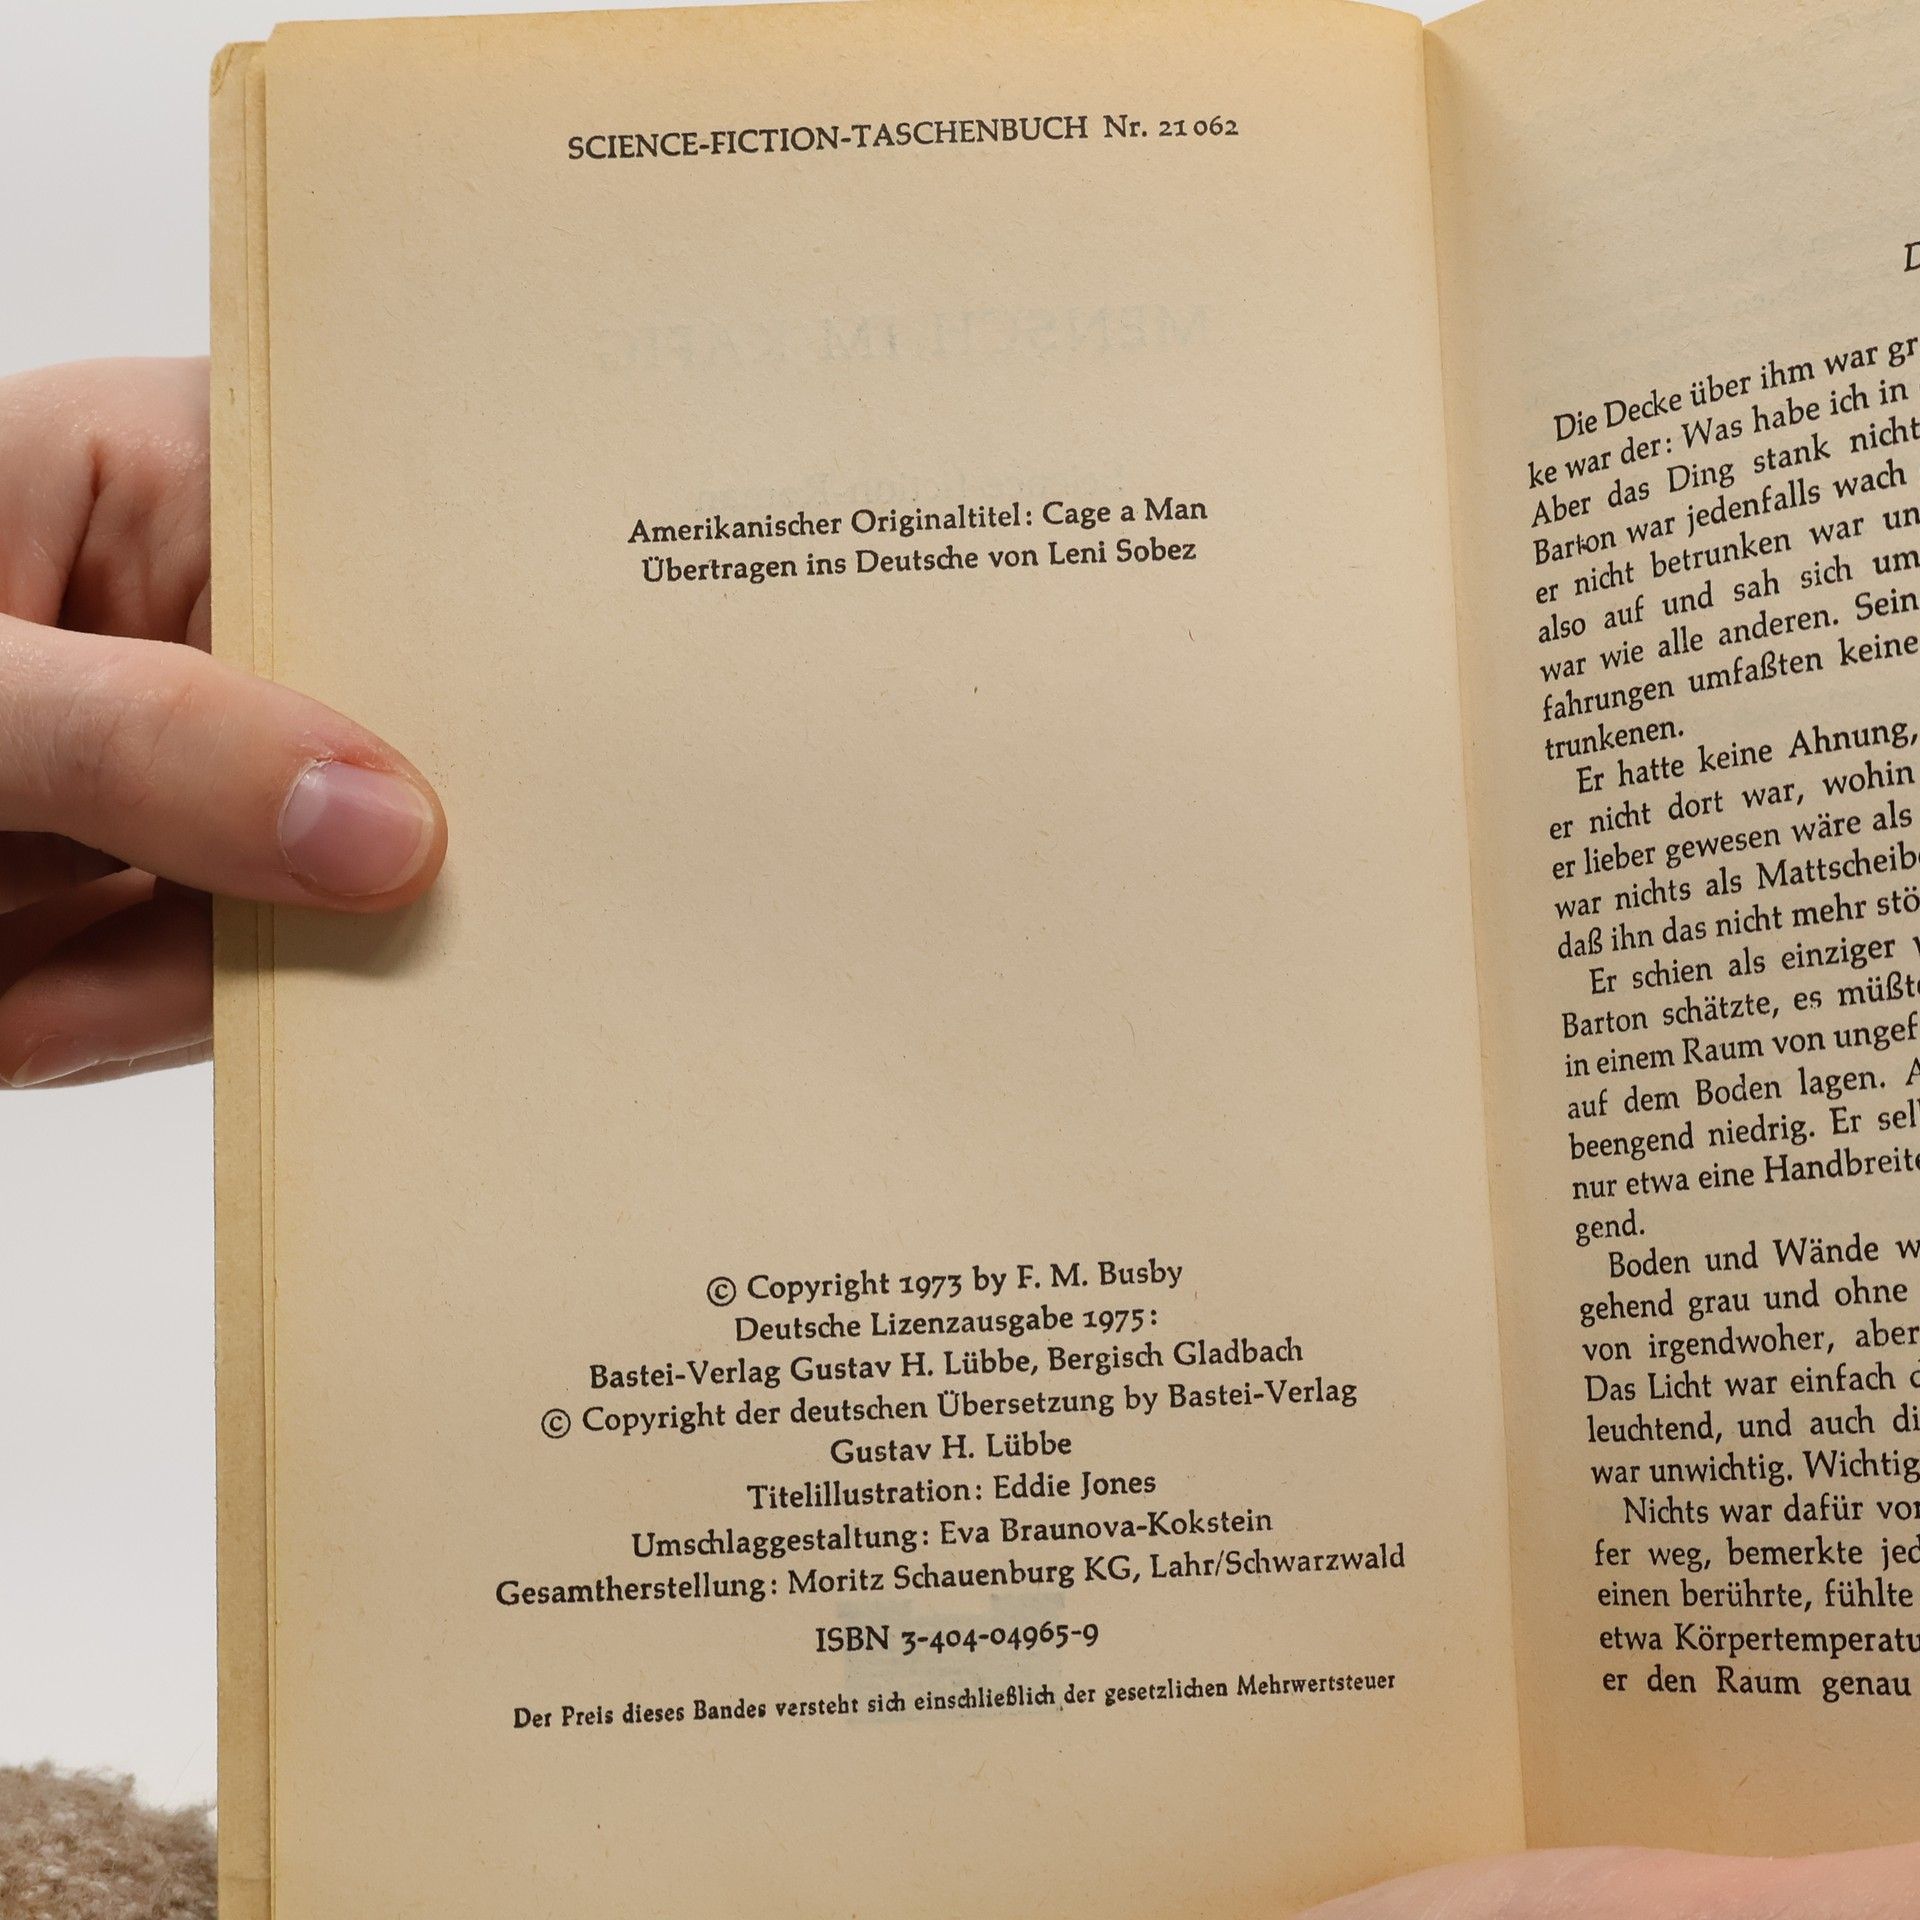 SCIENCE-FICTION-TASCHENBUCH Nr. 21 062
MENSCH IM KÄFIG
Amerikanischer Originaltitel: Cage a Man
Übertragen ins Deutsche von Leni Sobez
© Copyright 1973 by F. M. Busby
Deutsche Lizenzausgabe 1975:
Bastei-Verlag Gustav H. Lübbe, Bergisch Gladbach
© Copyright der deutschen Übersetzung by Bastei-Verlag
Gustav H. Lübbe
Titelillustration: Eddie Jones
Umschlaggestaltung: Eva Braunova-Kokstein
Gesamtherstellung: Moritz Schauenburg KG, Lahr/Schwarzwald
ISBN 3-404-04965-9
Der Preis dieses Bandes versteht sich einschließlich der gesetzlichen Mehrwertsteuer
D
Die Decke über ihm war gr
ke war der: Was habe ich in
Aber das Ding stank nicht
Barton war jedenfalls wach
er nicht betrunken war un
also auf und sah sich um
war wie alle anderen. Sein
fahrungen umfaßten keine
trunkenen.
Er hatte keine Ahnung,
er nicht dort war, wohin
er lieber gewesen wäre als
war nichts als Mattscheibe
daß ihn das nicht mehr stö
Er schien als einziger
Barton schätzte, es müßte
in einem Raum von ungef
auf dem Boden lagen. A
beengend niedrig. Er sel
nur etwa eine Handbreite
gend.
Boden und Wände w
gehend grau und ohne
von irgendwoher, aber
Das Licht war einfach d
leuchtend, und auch di
war unwichtig. Wichtig
Nichts war dafür vor
fer weg, bemerkte jed
einen berührte, fühlte
etwa Körpertemperatu
er den Raum genau